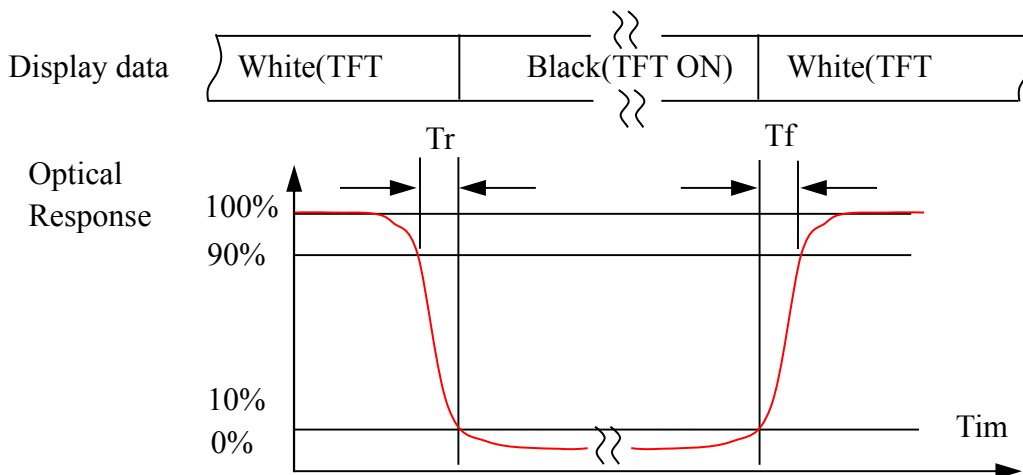 Display data White(TFT Black(TFT ON) White(TFT
Tr Tf
Optical
Response
100%
90%
10%
0%
Tim